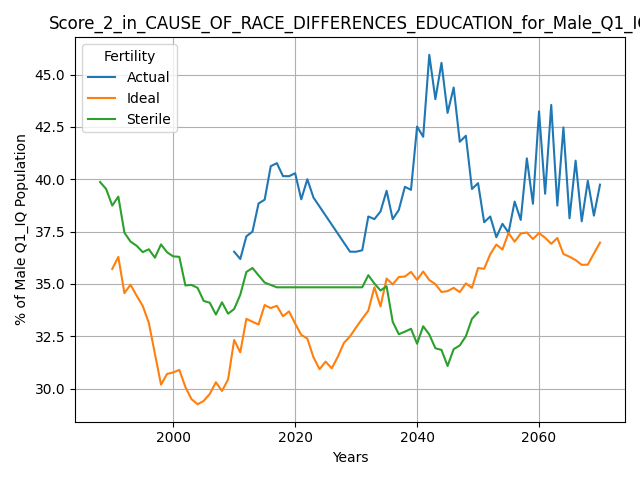 Score_2_in_CAUSE_OF_RACE_DIFFERENCES_EDUCATION_for_Male_Q1_IQ
Fertility
Actual
Ideal
Sterile
% of Male Q1_IQ Population
45.0
42.5
40.0
37.5
35.0
32.5
30.0
2000 2020 2040 2060
Years